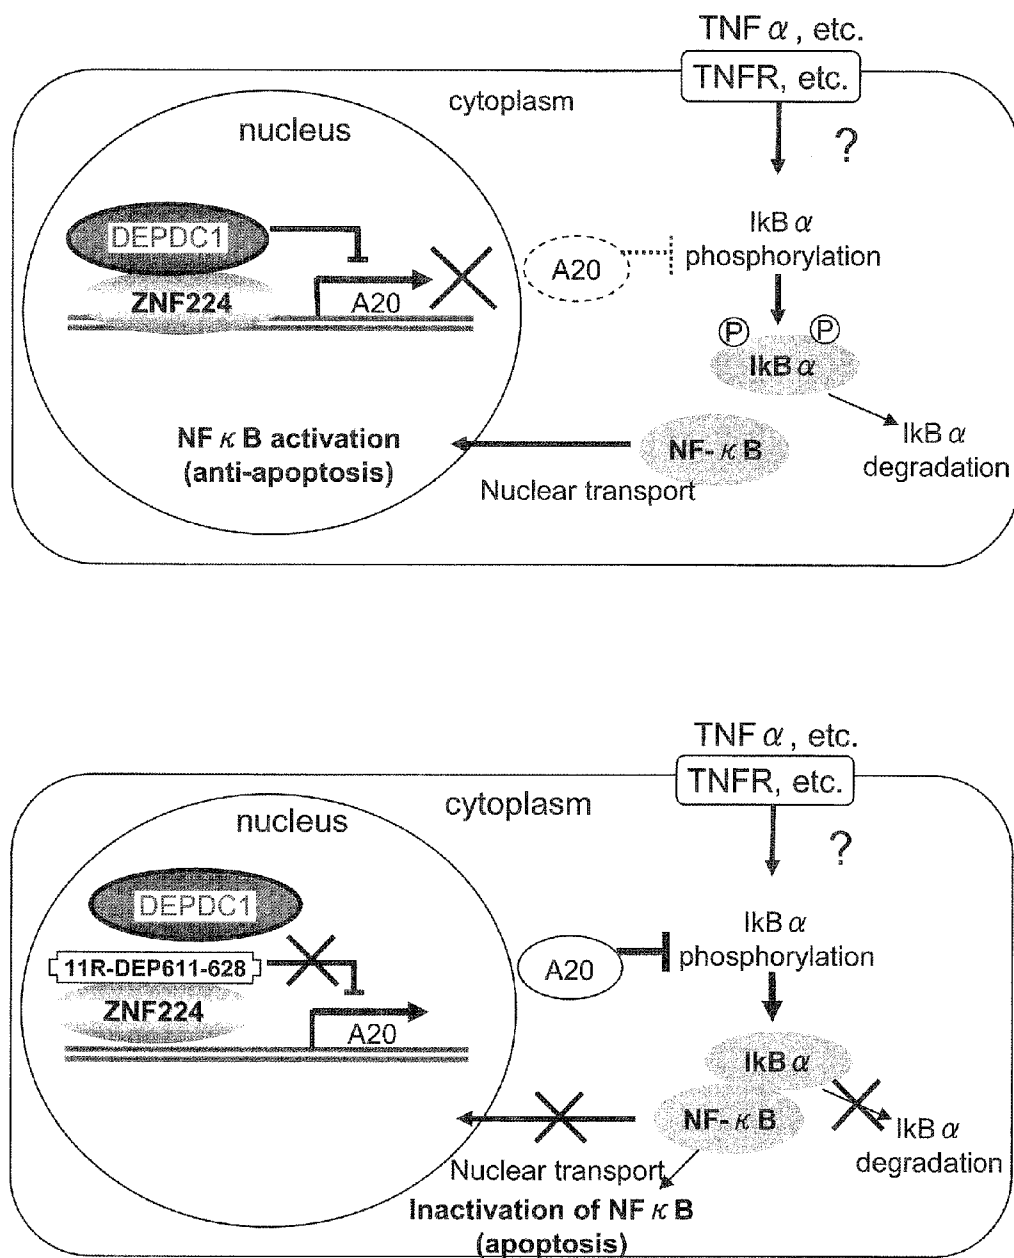 TNF α , etc.
TNFR, etc.
cytoplasm
nucleus
?
DEPDC1
IkB α
phosphorylation
A20
A20
ZNF224
P
P
IkB α
NF κ B activation
(anti-apoptosis)
NF- κ B
IkB α
degradation
Nuclear transport
TNF α , etc.
TNFR, etc.
cytoplasm
nucleus
?
DEPDC1
IkB α
phosphorylation
A20
11R-DEP611-628
ZNF224
A20
IkB α
NF- κ B
IkB α
degradation
Nuclear transport
Inactivation of NF κ B
(apoptosis)